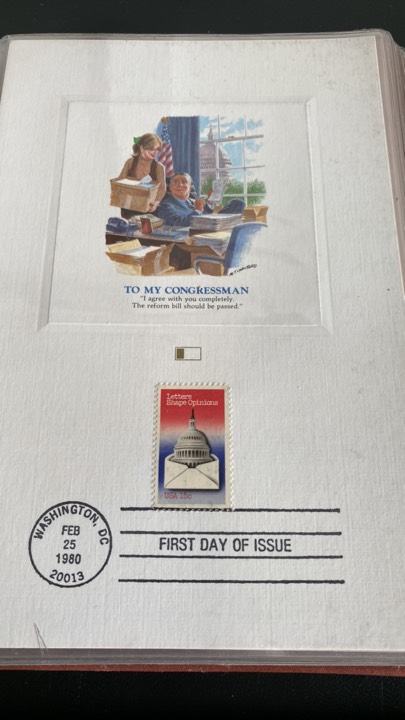 TO MY CONGRESSMAN
"I agree with you completely.
The reform bill should be passed."
Letters
Shape Opinions
USA 15c
WASHINGTON, DC
FEB
25
1980
20013
FIRST DAY OF ISSUE